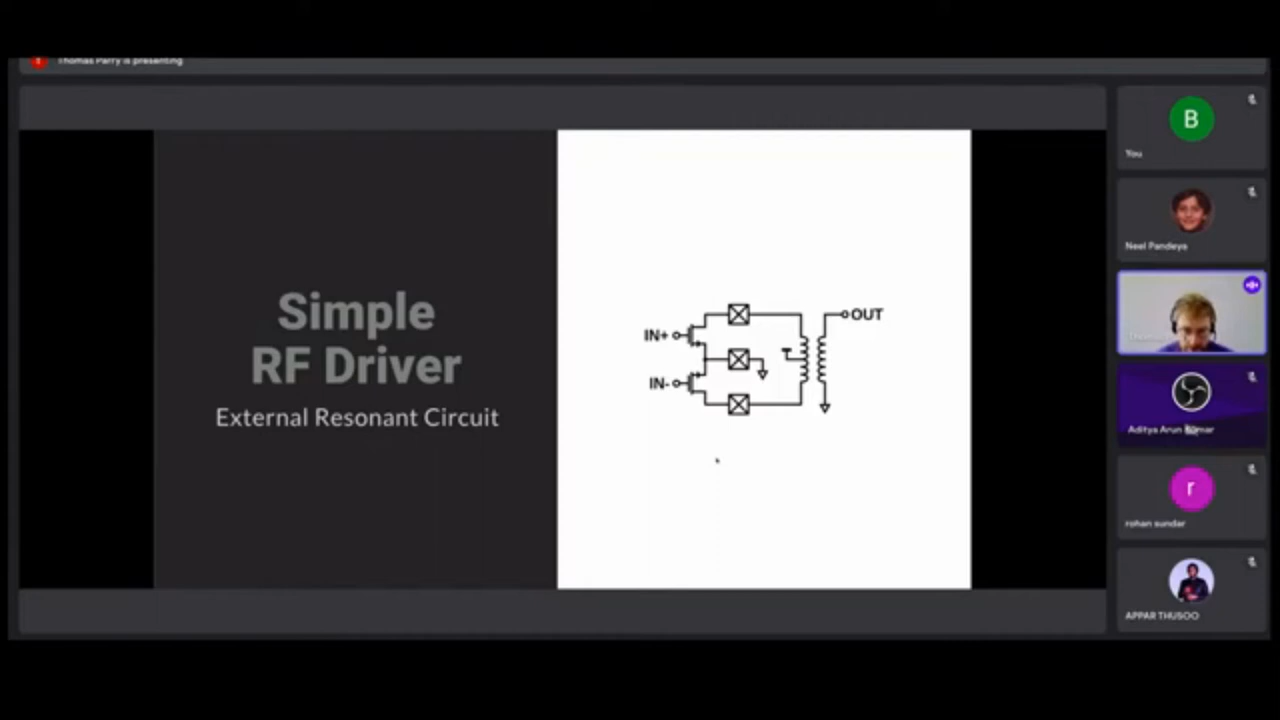 Thomas Parry is presenting
Simple
RF Driver
External Resonant Circuit
IN+
IN-
OUT
B
You
Neel Pandeya
Aditya Arun Kumar
r
rohan sundar
APPAR THUSOO